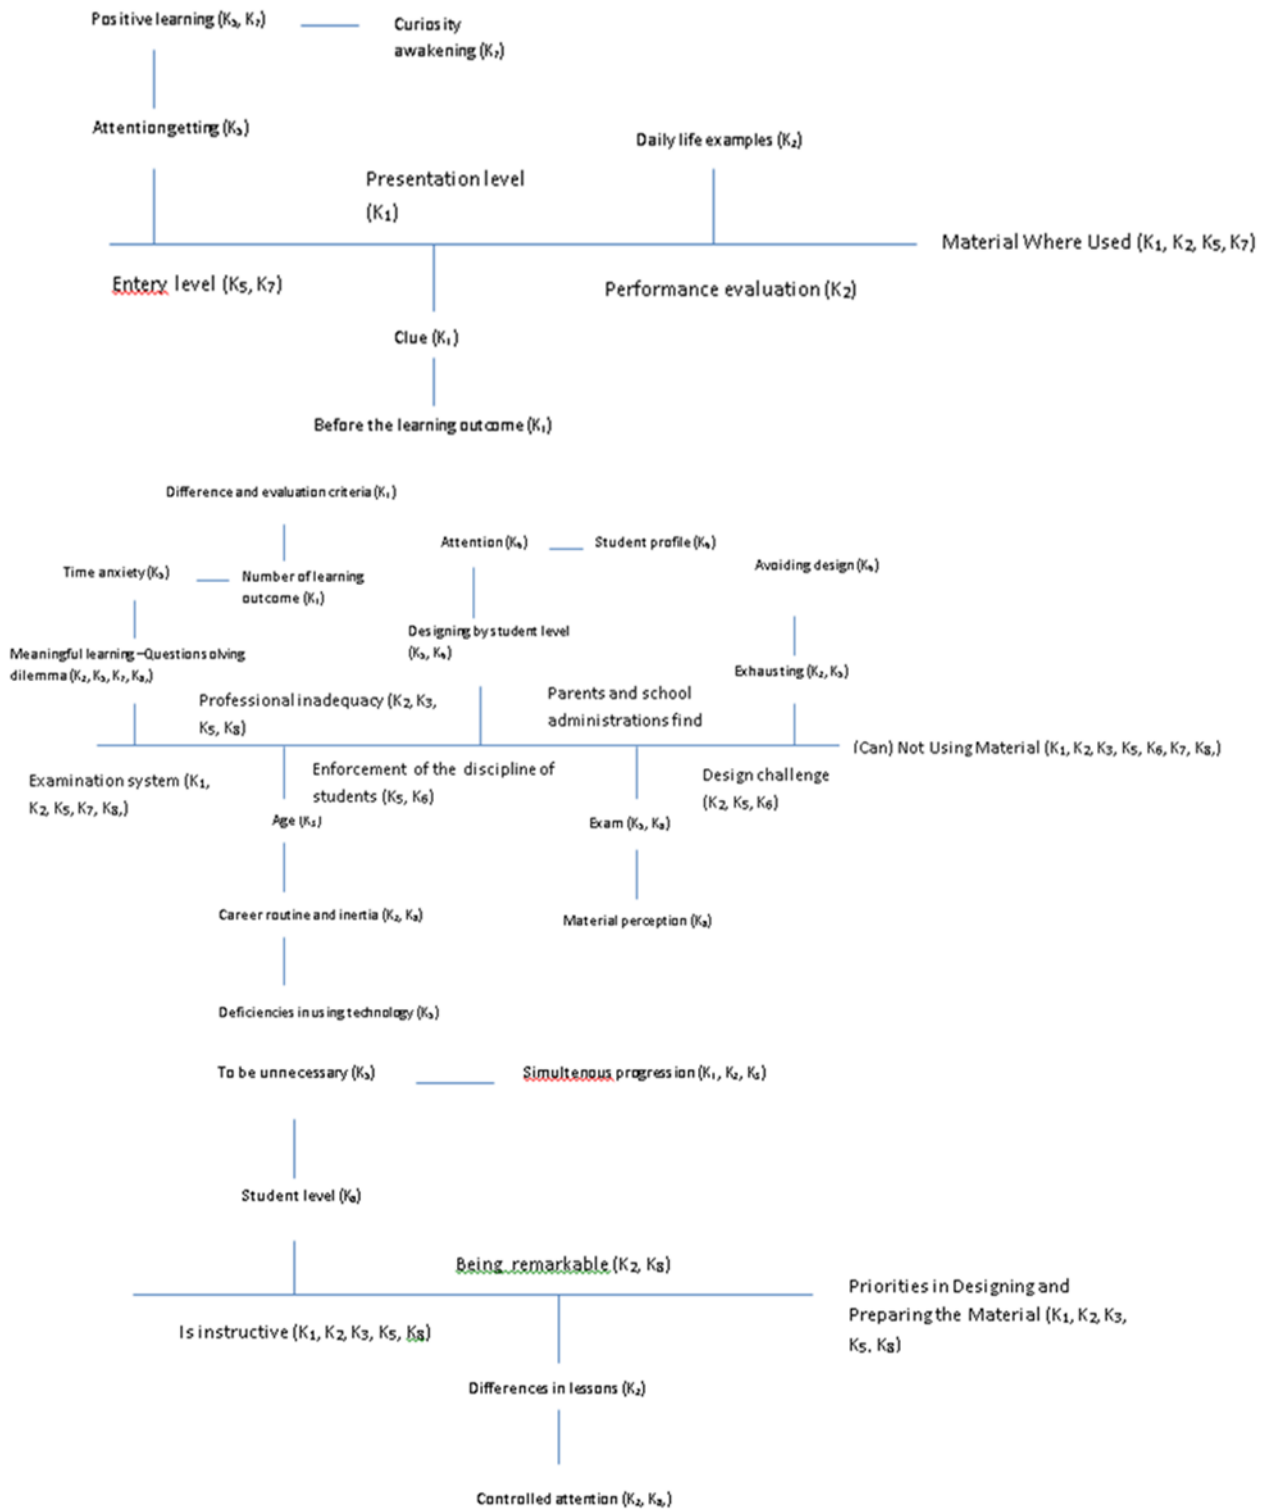 Positive learning (K₃, K₇)
Curiosity
awakening (K₇)
Attention getting (K₃)
Daily life examples (K₂)
Presentation level
(K₁)
Material Where Used (K₁, K₂, K₅, K₇)
Entery level (K₅, K₇)
Performance evaluation (K₂)
Clue (K₁)
Before the learning outcome (K₁)
Difference and evaluation criteria (K₁)
Attention (K₄)
Student profile (K₄)
Avoiding design (K₄)
Time anxiety (K₃)
Number of learning
outcome (K₁)
Designing by student level
(K₃, K₄)
Meaningful learning –Question solving
dilemma (K₂, K₃, K₇, K₈,)
Exhausting (K₂, K₃)
Professional inadequacy (K₂, K₃,
K₅, K₈)
Parents and school
administrations find
(Can) Not Using Material (K₁, K₂, K₃, K₅, K₆, K₇, K₈,)
Examination system (K₁,
K₂, K₅, K₇, K₈,)
Enforcement of the discipline of
students (K₅, K₆)
Design challenge
(K₂, K₅, K₆)
Age (K₃)
Exam (K₃, K₈)
Career routine and inertia (K₂, K₈)
Material perception (K₈)
Deficiencies in using technology (K₃)
To be unnecessary (K₃)
Simultenous progression (K₁, K₂, K₅)
Student level (K₈)
Being remarkable (K₂, K₈)
Priorities in Designing and
Preparing the Material (K₁, K₂, K₃,
K₅, K₈)
Is instructive (K₁, K₂, K₃, K₅, K₈)
Differences in lessons (K₂)
Controlled attention (K₂, K₈,)